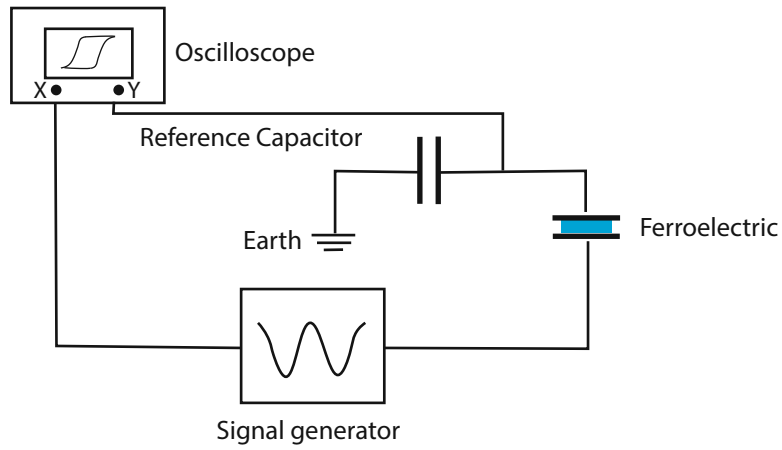 Oscilloscope
X Y
Reference Capacitor
Earth
Ferroelectric
Signal generator